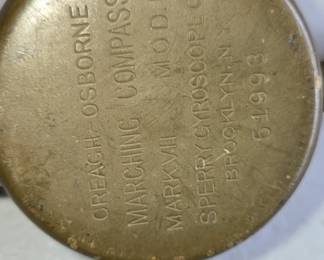 CREAGH-OSBORNE
MARCHING COMPASS
MARK VII MOD.
SPERRY GYROSCOPE C
BROOKLYN. N.Y
51993